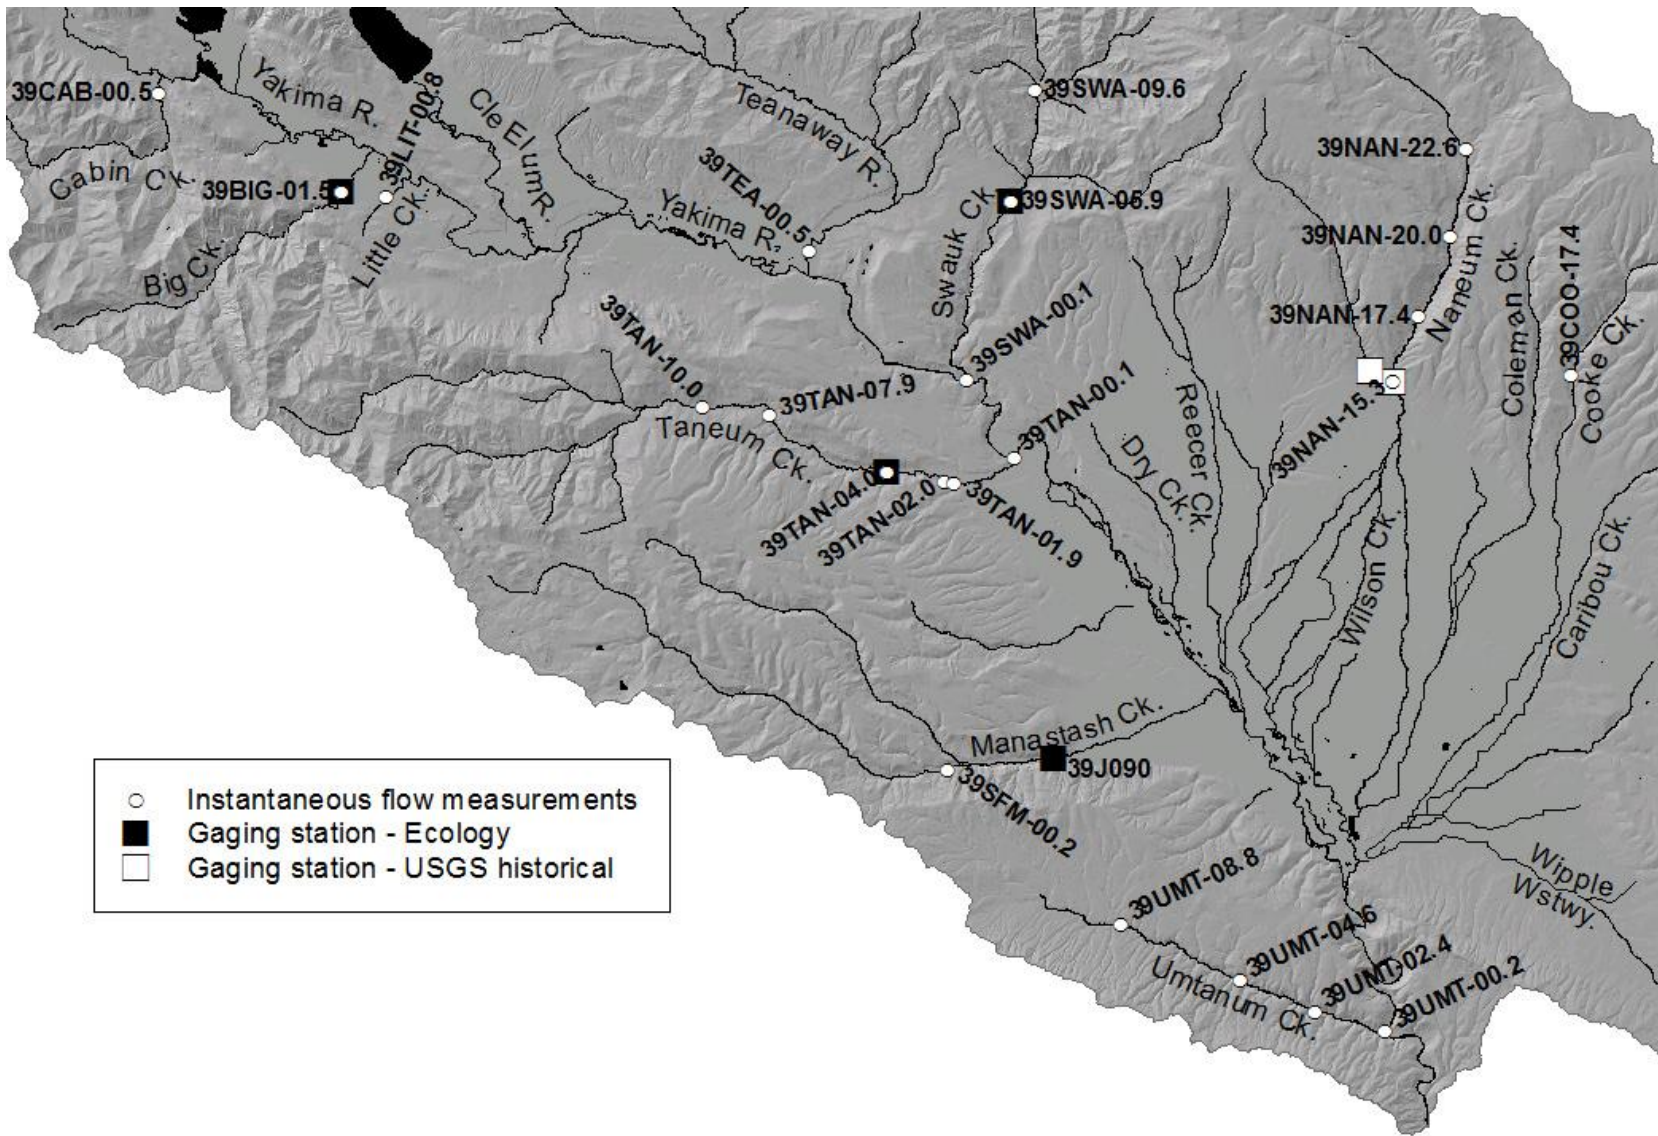 39CAB-00.5
Yakima R.
39LIT-00.8
Cle Elum R.
Teanaway R.
39SWA-09.6
39NAN-22.6
Cabin Ck.
39BIG-01.5
Little Ck.
Big Ck.
39TEA-00.5
Yakima R.
Swauk Ck.
39SWA-05.9
39NAN-20.0
Naneum Ck.
Coleman Ck.
39COO-17.4
Cooke Ck.
39NAN-17.4
39TAN-10.0
39TAN-07.9
39SWA-00.1
39TAN-00.1
Taneum Ck.
39TAN-04.0
39TAN-02.0
39TAN-01.9
Dry Ck.
Reecer Ck.
39NAN-15.3
Wilson Ck.
Caribou Ck.
Manastash Ck.
39J090
39SFM-00.2
Instantaneous flow measurements
Gaging station - Ecology
Gaging station - USGS historical
39UMT-08.8
39UMT-04.6
39UMT-02.4
39UMT-00.2
Umtanum Ck.
Wipple
Wstwy.